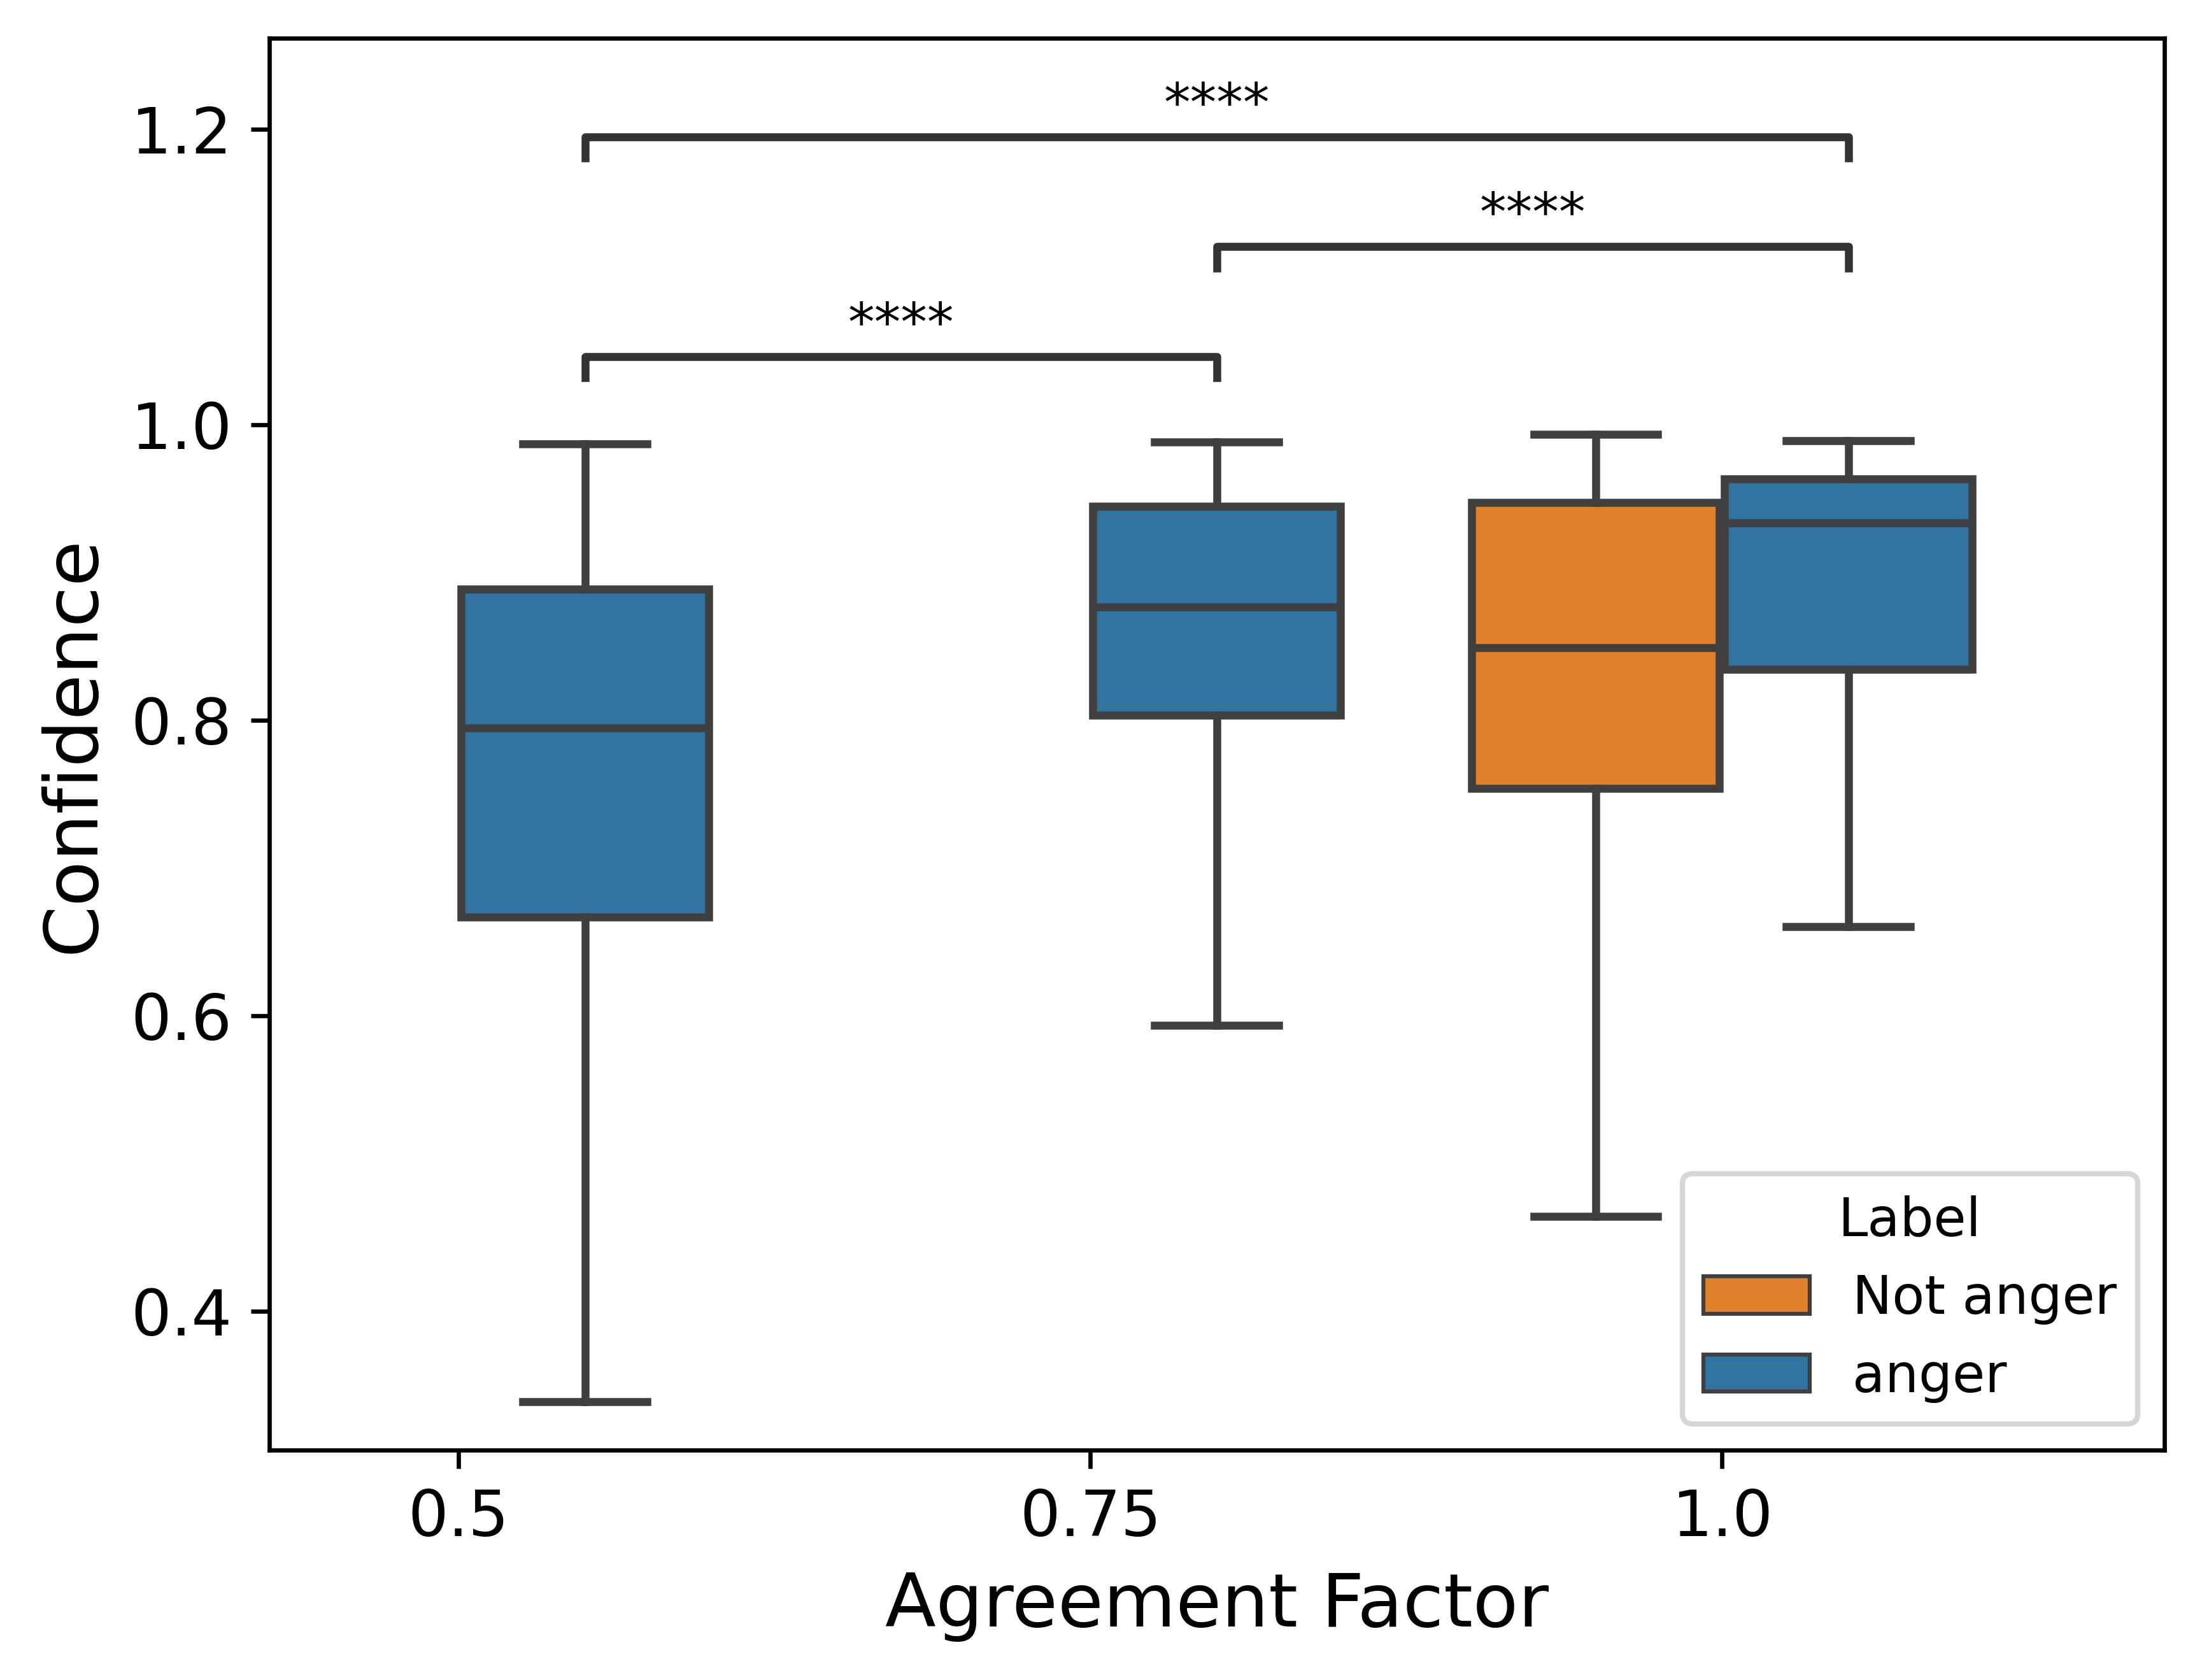 ****
****
****
1.2
1.0
0.8
0.6
0.4
Confidence
Label
Not anger
anger
0.5
0.75
1.0
Agreement Factor